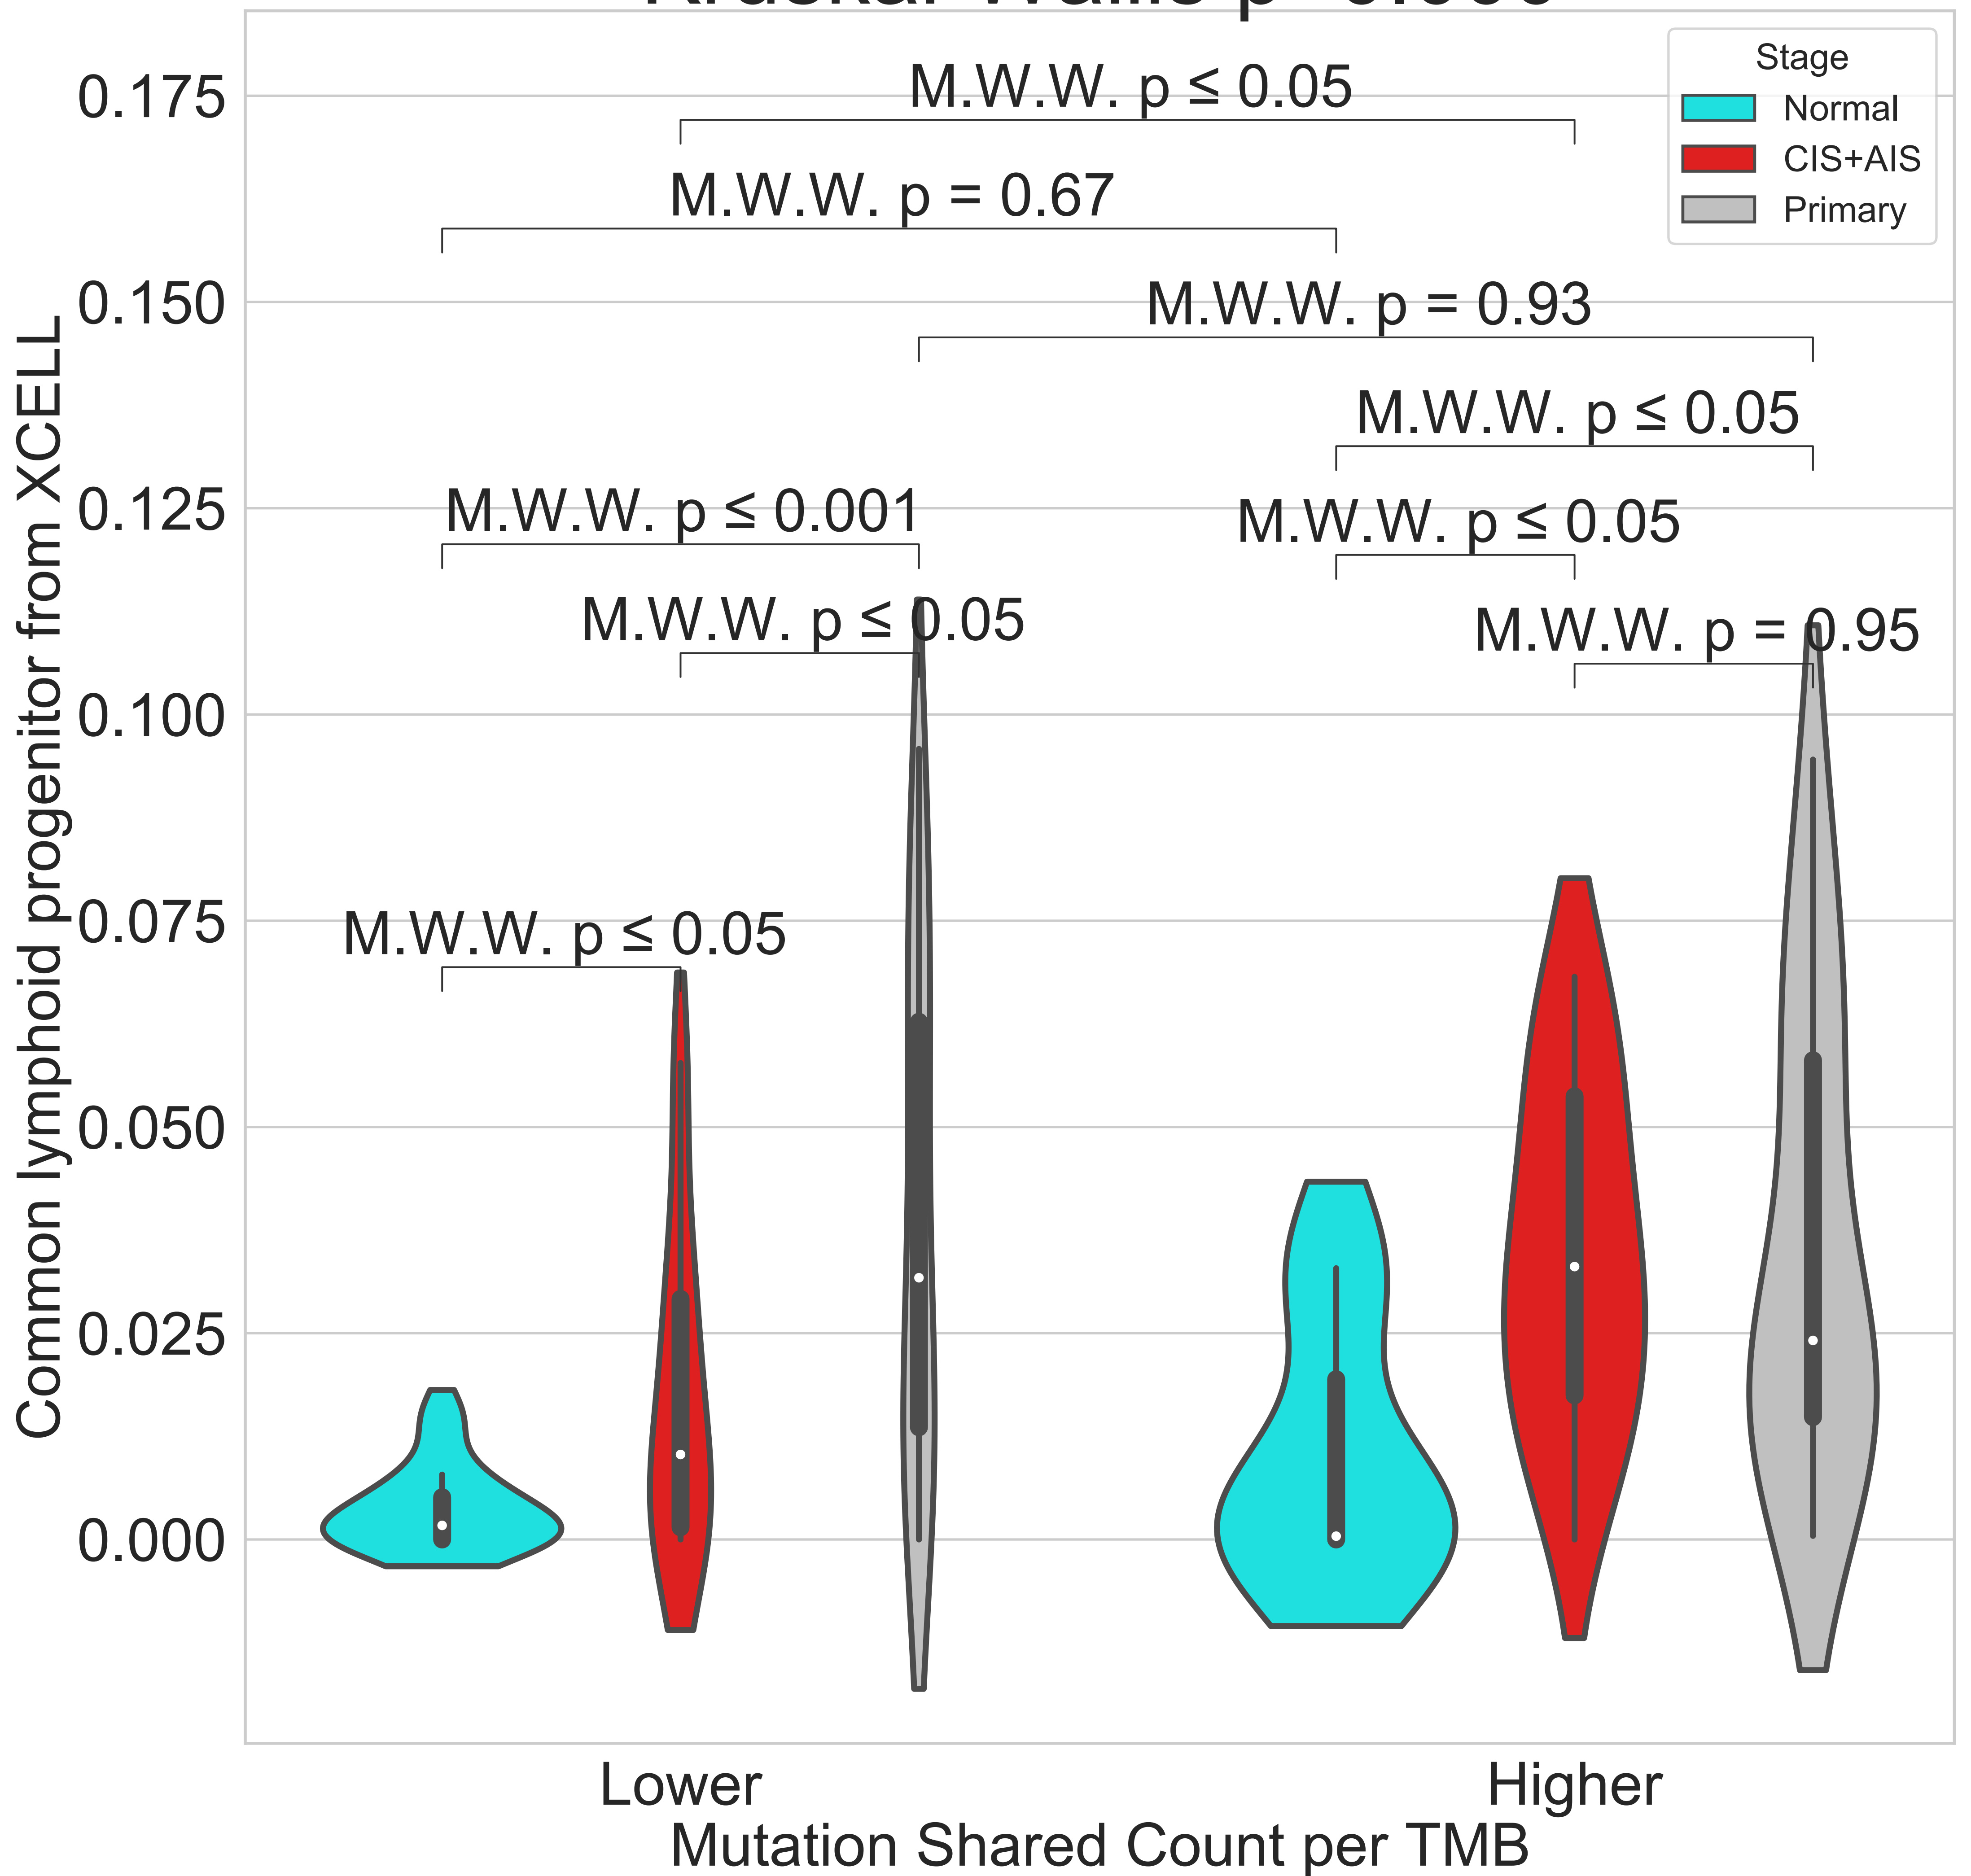 Stage
Normal
CIS+AIS
Primary
M.W.W. p ≤ 0.05
M.W.W. p = 0.67
M.W.W. p = 0.93
M.W.W. p ≤ 0.05
M.W.W. p ≤ 0.001
M.W.W. p ≤ 0.05
M.W.W. p ≤ 0.05
M.W.W. p = 0.95
M.W.W. p ≤ 0.05
0.175
0.150
0.125
0.100
0.075
0.050
0.025
0.000
Common lymphoid progenitor from XCELL
Lower
Higher
Mutation Shared Count per TMB